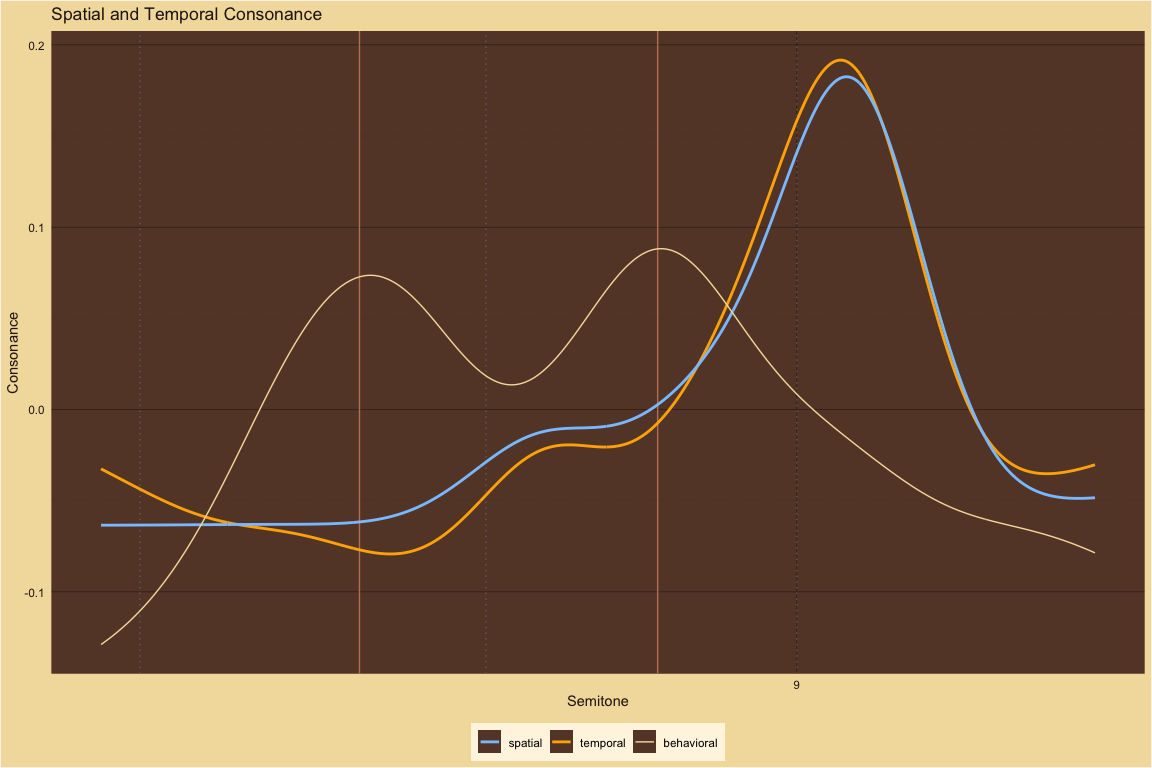 Spatial and Temporal Consonance
0.2
0.1
0.0
-0.1
Consonance
9
Semitone
spatial temporal behavioral